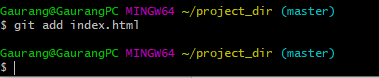 Gaurang@GaurangPC MINGW64 ~/project_dir (master)
$ git add index.html
Gaurang@GaurangPC MINGW64 ~/project_dir (master)
$